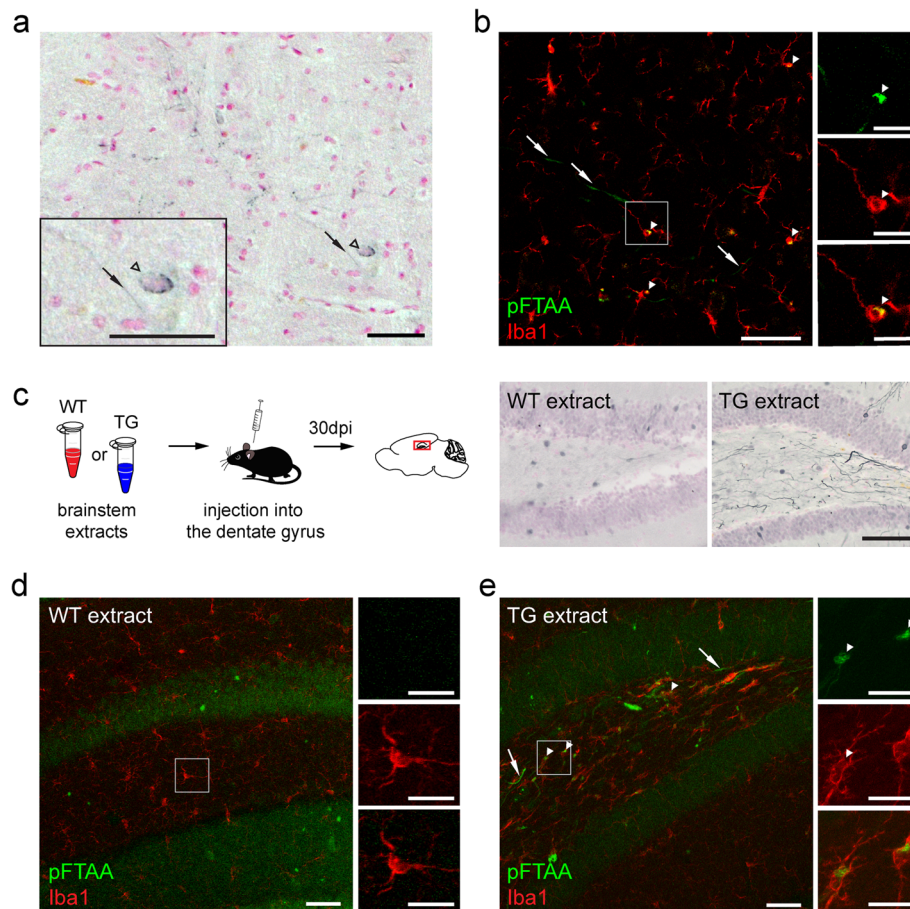 a
b
pFTAA
Iba1
c
WT
or
TG
30dpi
brainstem
extracts
injection into
the dentate gyrus
WT extract
TG extract
d
WT extract
pFTAA
Iba1
e
TG extract
pFTAA
Iba1